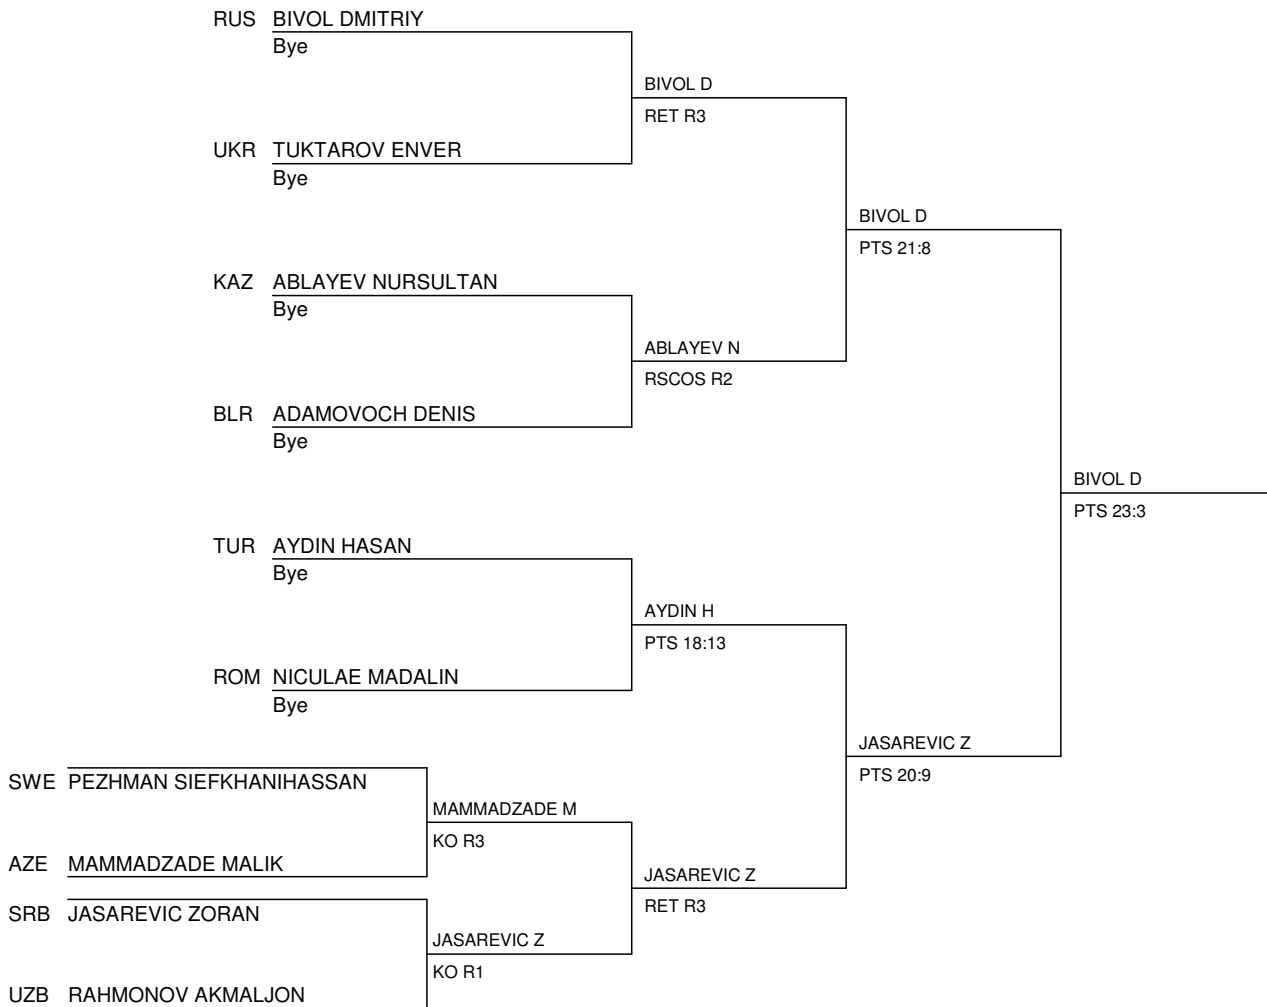 RUS BIVOL DMITRIY
Bye
BIVOL D
RET R3
UKR TUKTAROV ENVER
Bye
BIVOL D
PTS 21:8
KAZ ABLAYEV NURSULTAN
Bye
ABLAYEV N
RSCOS R2
BLR ADAMOVOCH DENIS
Bye
BIVOL D
PTS 23:3
TUR AYDIN HASAN
Bye
AYDIN H
PTS 18:13
ROM NICULAE MADALIN
Bye
JASAREVIC Z
PTS 20:9
SWE PEZHMAN SIEFKHANIHASSAN
MAMMADZADE M
KO R3
AZE MAMMADZADE MALIK
JASAREVIC Z
RET R3
SRB JASAREVIC ZORAN
JASAREVIC Z
KO R1
UZB RAHMONOV AKMALJON